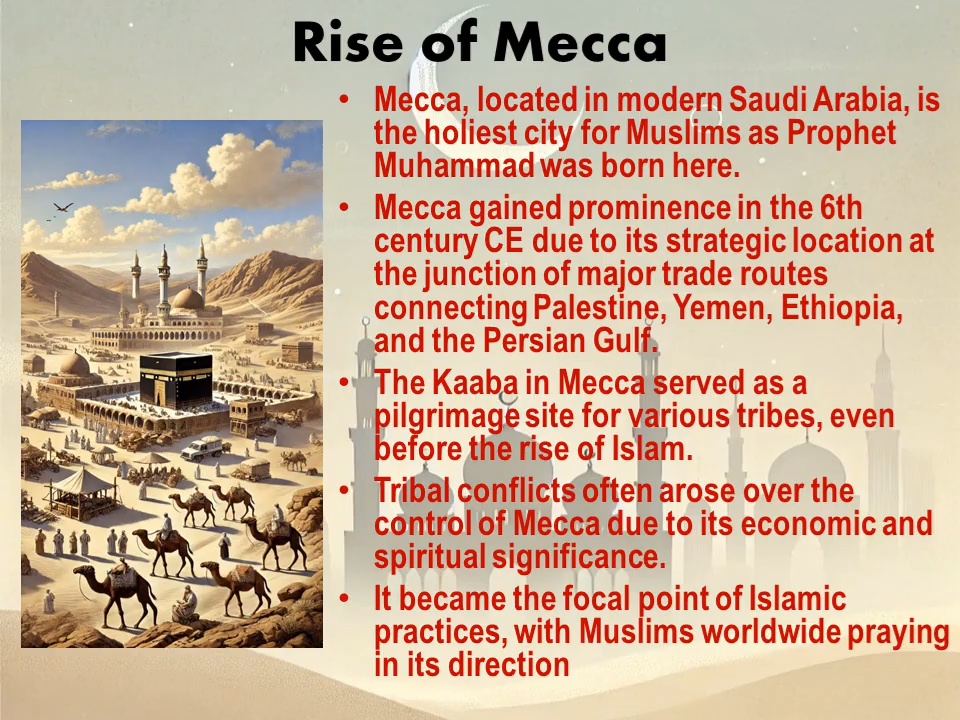 Rise of Mecca
• Mecca, located in modern Saudi Arabia, is
the holiest city for Muslims as Prophet
Muhammad was born here.
• Mecca gained prominence in the 6th
century CE due to its strategic location at
the junction of major trade routes
connecting Palestine, Yemen, Ethiopia,
and the Persian Gulf.
• The Kaaba in Mecca served as a
pilgrimage site for various tribes, even
before the rise of Islam.
• Tribal conflicts often arose over the
control of Mecca due to its economic and
spiritual significance.
• It became the focal point of Islamic
practices, with Muslims worldwide praying
in its direction